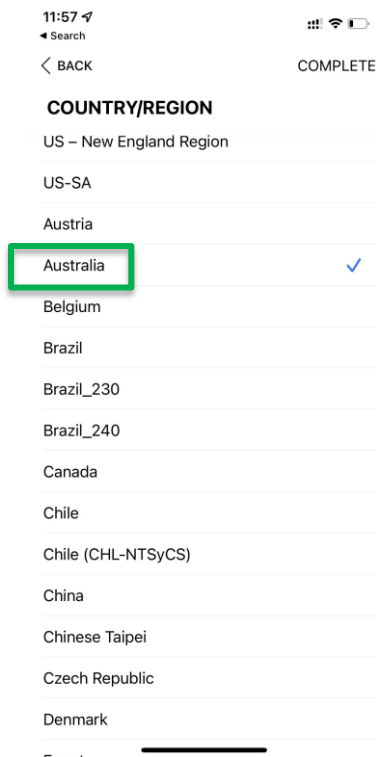 11:57
◀ Search
BACK
COMPLETE
COUNTRY/REGION
US – New England Region
US-SA
Austria
Australia
Belgium
Brazil
Brazil_230
Brazil_240
Canada
Chile
Chile (CHL-NTSyCS)
China
Chinese Taipei
Czech Republic
Denmark